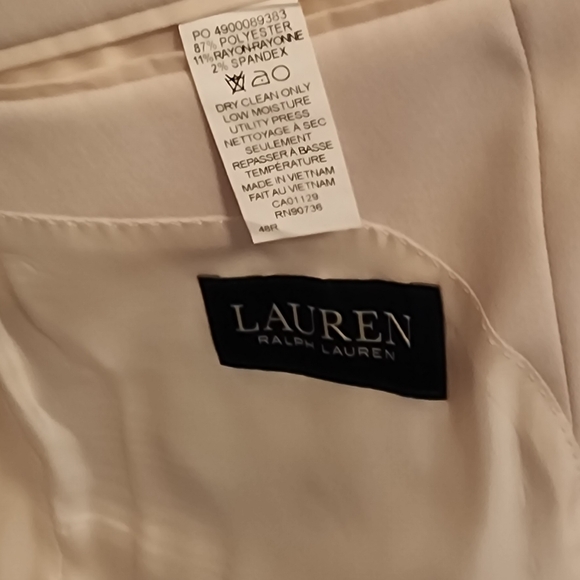 PO 4900089383
87% POLYESTER
11% RAYON-RAYONNE
2% SPANDEX
DRY CLEAN ONLY
LOW MOISTURE
UTILITY PRESS
NETTOYAGE À SEC
SEULEMENT
REPASSER À BASSE
TEMPÉRATURE
MADE IN VIETNAM
FAIT AU VIETNAM
CA01129
RN90736
48R
LAUREN
RALPH LAUREN